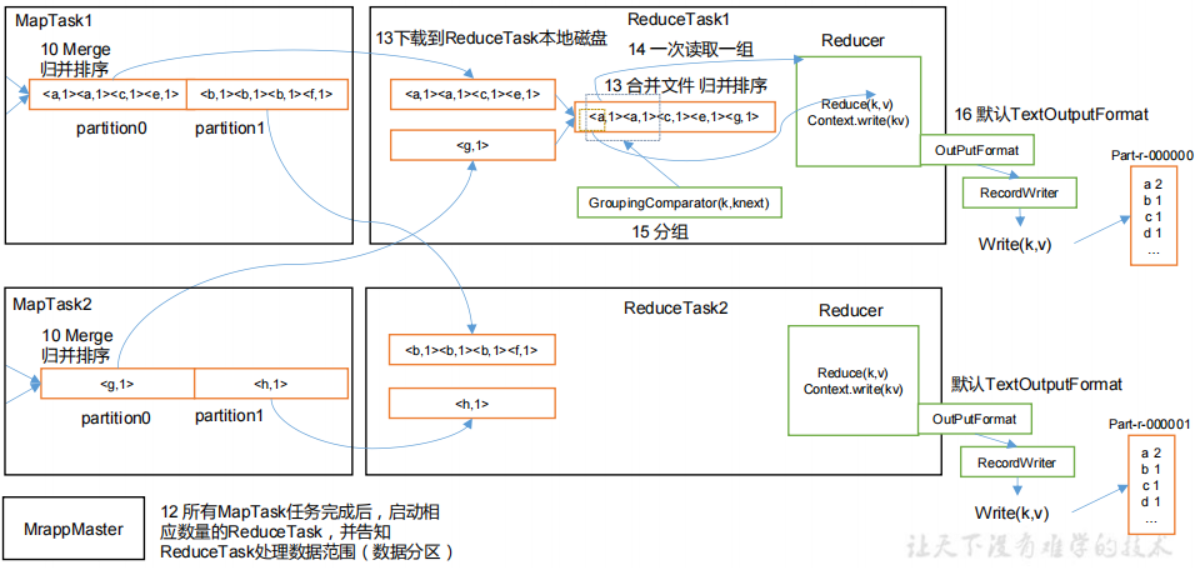 MapTask1
10 Merge
归并排序
<a,1><a,1><c,1><e,1>
<b,1><b,1><b,1><f,1>
partition0
partition1
ReduceTask1
13下载到ReduceTask本地磁盘
14 一次读取一组
Reducer
<a,1><a,1><c,1><e,1>
13 合并文件 归并排序
<a,1><a,1><c,1><e,1><g,1>
<g,1>
Reduce(k,v)
Context.write(kv)
GroupingComparator(k,knext)
15 分组
16 默认TextOutputFormat
OutPutFormat
RecordWriter
Write(k,v)
Part-r-000000
a 2
b 1
c 1
d 1
...
MapTask2
10 Merge
归并排序
<g,1>
<h,1>
partition0
partition1
ReduceTask2
Reducer
<b,1><b,1><b,1><f,1>
<h,1>
Reduce(k,v)
Context.write(kv)
默认TextOutputFormat
OutPutFormat
RecordWriter
Write(k,v)
Part-r-000001
a 2
b 1
c 1
d 1
...
MrappMaster
12 所有MapTask任务完成后，启动相
应数量的ReduceTask，并告知
ReduceTask处理数据范围（数据分区）
让天下没有难学的技术